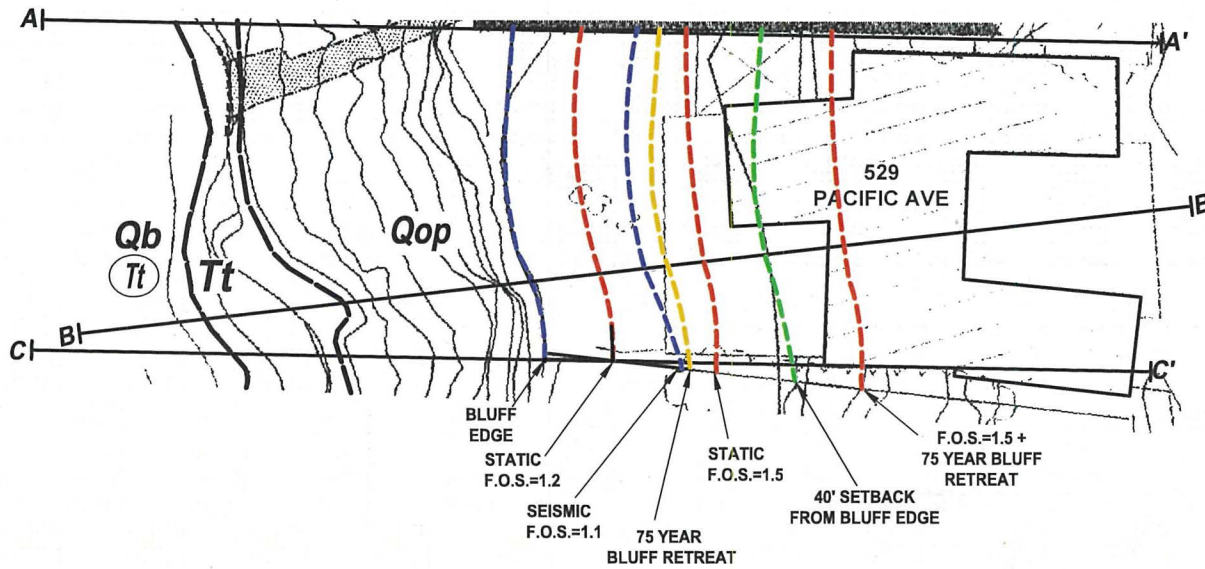 A
A'
529
PACIFIC AVE
B'
Qb
Tt
Tt
Qop
B
C
C'
BLUFF
EDGE
STATIC
F.O.S.=1.2
SEISMIC
F.O.S.=1.1
75 YEAR
BLUFF RETREAT
STATIC
F.O.S.=1.5
40' SETBACK
FROM BLUFF EDGE
F.O.S.=1.5 +
75 YEAR BLUFF
RETREAT